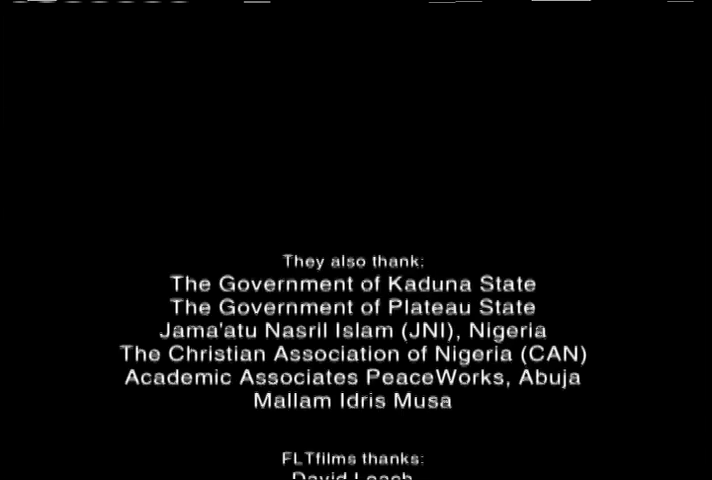 They also thank:
The Government of Kaduna State
The Government of Plateau State
Jama'atu Nasril Islam (JNI), Nigeria
The Christian Association of Nigeria (CAN)
Academic Associates PeaceWorks, Abuja
Mallam Idris Musa
FLTfilms thanks:
David Leach